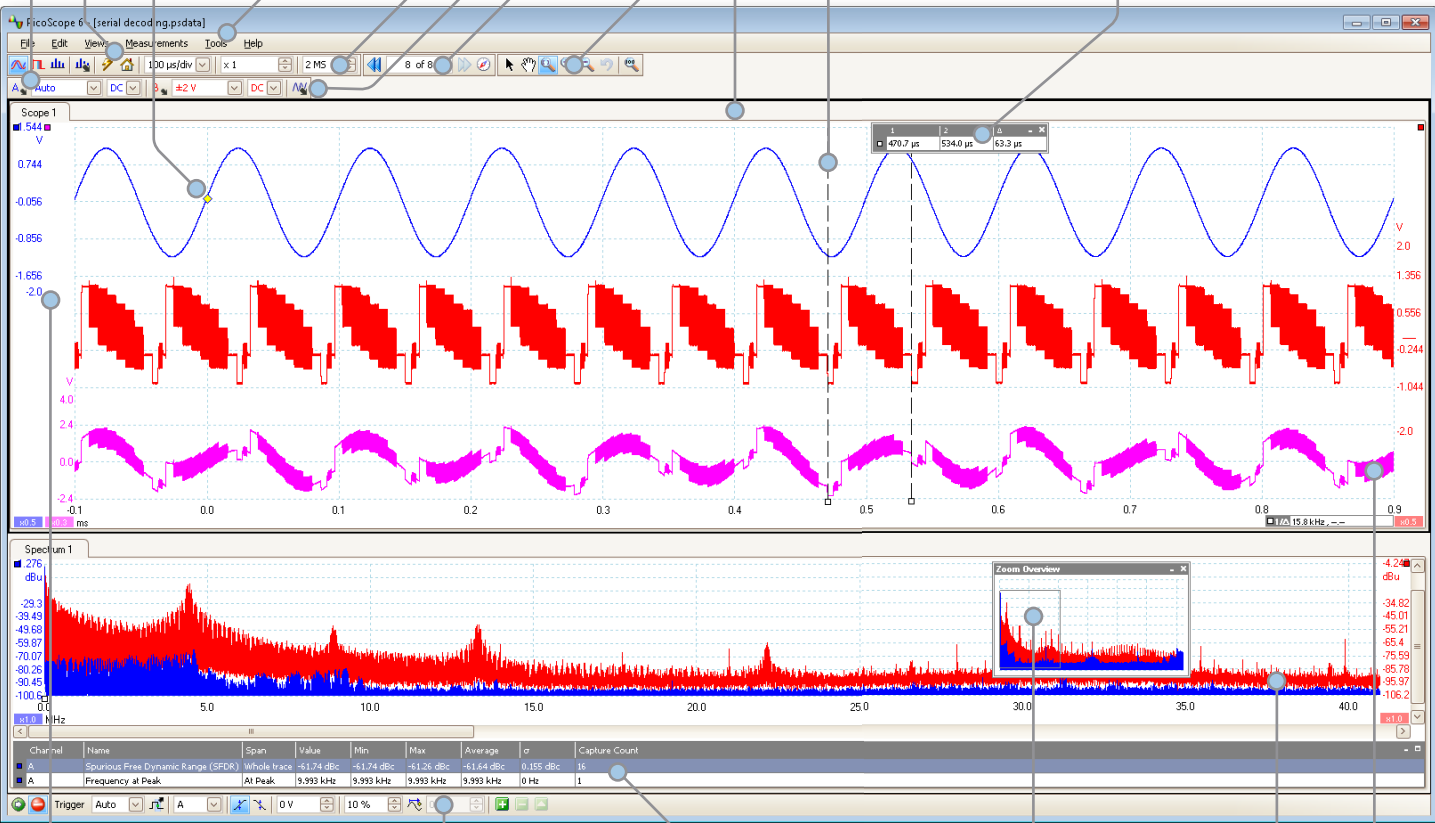 PicoScope 6 - [serial decoding.psdata]
File Edit Views Measurements Tools Help
100 µs/div x 1 2 MS 8 of 8
A Auto DC B ±2 V DC
Scope 1
1.544
V
0.744
-0.056
-0.856
-1.656
-2.0
V
4.0
2.4
0.0
-2.4
1 2 Δ
470.7 µs 534.0 µs 63.3 µs
V
2.0
1.356
0.556
-0.244
-1.044
-2.0
-0.1 0.0 0.1 0.2 0.3 0.4 0.5 0.6 0.7 0.8 0.9
x0.5 x0.3 ms
1/Δ 15.8 kHz, --.--
x0.5
Spectrum 1
dBu
-29.3
-39.49
-49.68
-59.87
-70.07
-80.26
-90.45
-100.6
Zoom Overview
dBu
-34.82
-45.01
-55.21
-65.4
-75.59
-85.78
-95.97
-106.2
0.0 5.0 10.0 15.0 20.0 25.0 30.0 35.0 40.0
x1.0 MHz
x1.0
Channel Name Span Value Min Max Average σ Capture Count
A Spurious Free Dynamic Range (SFDR) Whole trace -61.74 dBc -61.74 dBc -61.26 dBc -61.64 dBc 0.155 dBc 16
A Frequency at Peak At Peak 9.993 kHz 9.993 kHz 9.993 kHz 9.993 kHz 0 Hz 1
Trigger Auto A 0 V 10 %